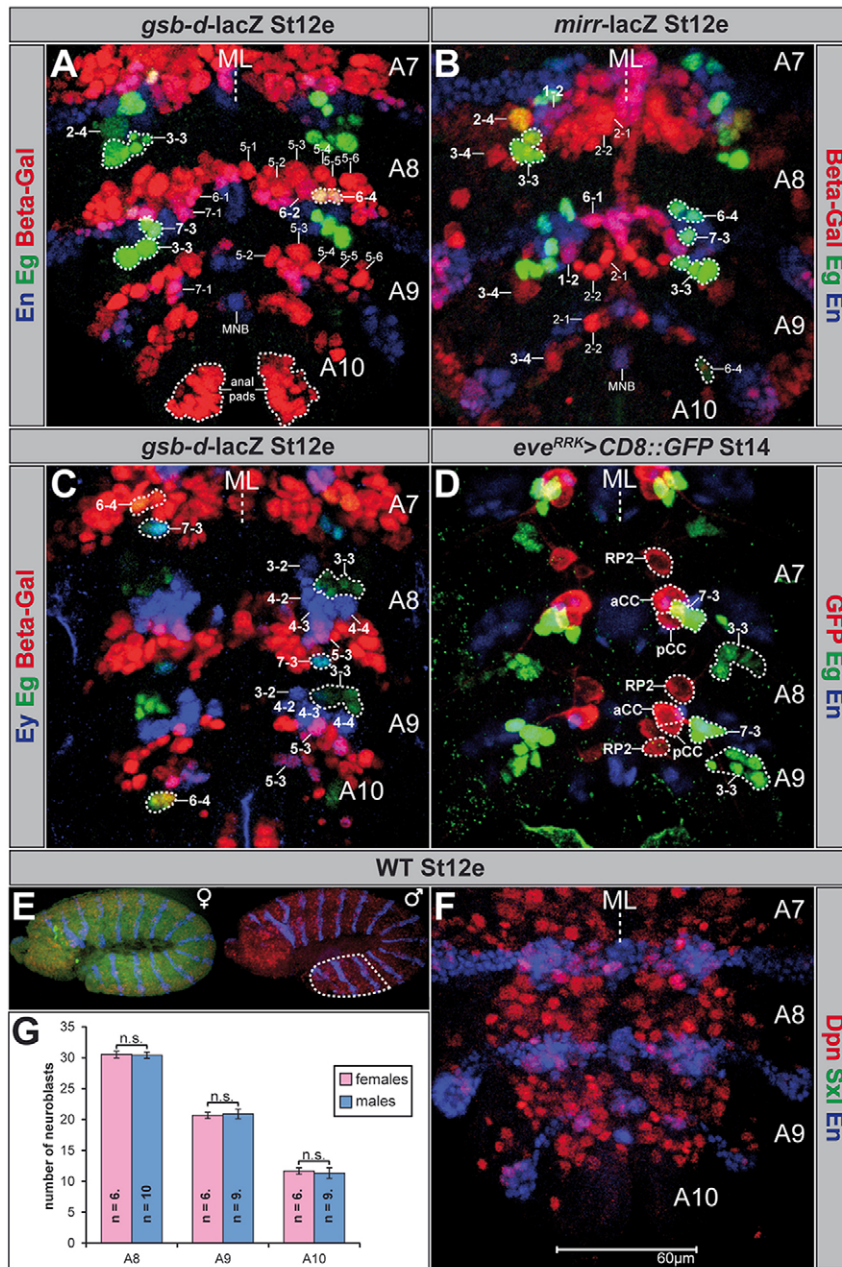 gsb-d-lacZ St12e
mirr-lacZ St12e
En Eg Beta-Gal
A
ML
A7
2-4
3-3
5-1
5-2
5-3
5-4
5-5
5-6
A8
6-1
7-1
6-2
6-4
7-3
3-3
5-3
5-2
5-4
5-5
5-6
7-1
A9
MNB
A10
anal
pads
B
ML
A7
1-2
2-4
2-1
2-2
3-4
3-3
A8
6-1
6-4
7-3
3-4
1-2
2-1
2-2
3-3
A9
2-1
2-2
3-4
MNB
6-4
A10
Beta-Gal Eg En
gsb-d-lacZ St12e
eveRRK>CD8::GFP St14
Ey Eg Beta-Gal
C
ML
A7
6-4
7-3
3-2
3-3
A8
4-2
4-3
4-4
7-3
5-3
3-3
3-2
4-2
4-3
4-4
A9
5-3
5-3
A10
6-4
D
ML
RP2
A7
aCC
7-3
pCC
3-3
A8
RP2
aCC
7-3
RP2
pCC
3-3
A9
GFP Eg En
WT St12e
E
♀
♂
F
ML
A7
A8
A9
A10
60µm
Dpn Sxl En
G
number of neuroblasts
35
30
25
20
15
10
5
0
n.s.
n.s.
n.s.
females
males
n = 6.
n = 10
n = 6.
n = 9.
n = 6.
n = 9.
A8
A9
A10